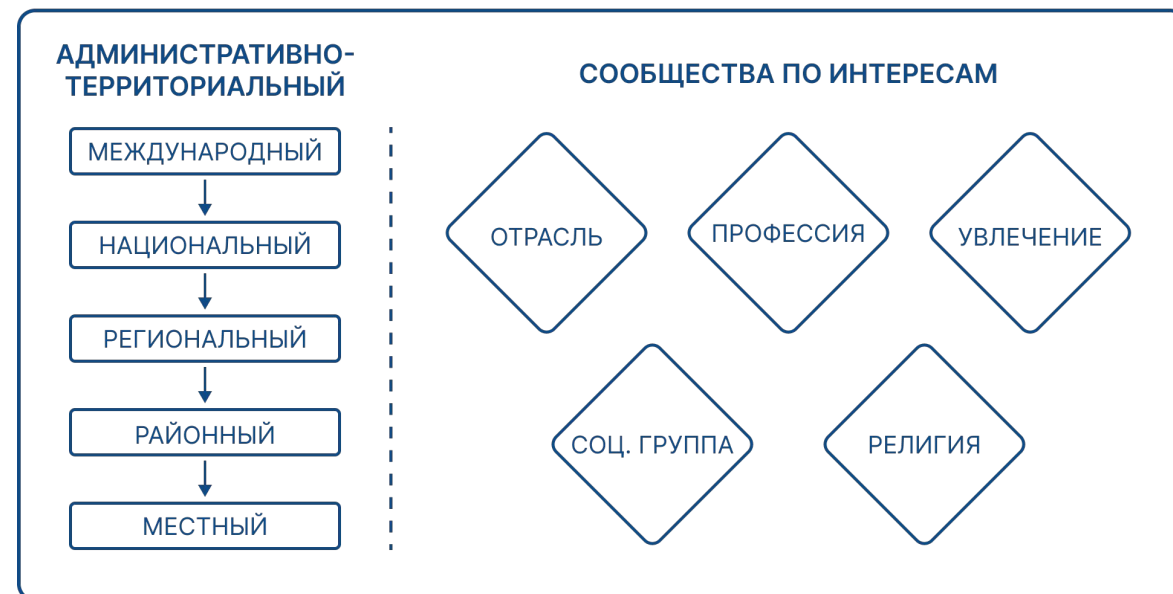 АДМИНИСТРАТИВНО-
ТЕРРИТОРИАЛЬНЫЙ
МЕЖДУНАРОДНЫЙ
НАЦИОНАЛЬНЫЙ
РЕГИОНАЛЬНЫЙ
РАЙОННЫЙ
МЕСТНЫЙ
СООБЩЕСТВА ПО ИНТЕРЕСАМ
ОТРАСЛЬ
ПРОФЕССИЯ
УВЛЕЧЕНИЕ
СОЦ. ГРУППА
РЕЛИГИЯ